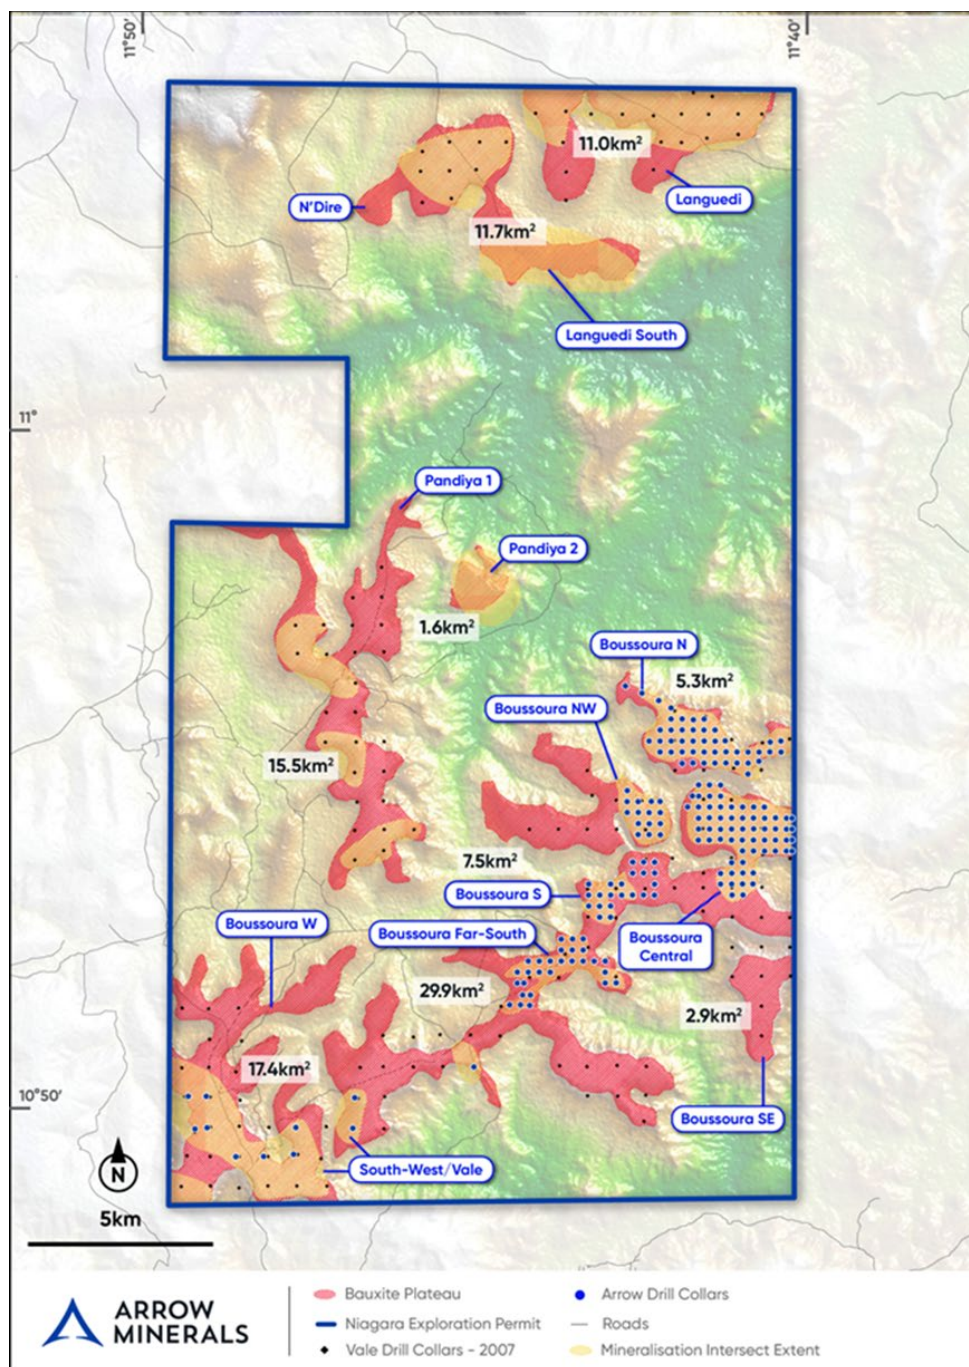 11°50'
11°40'
11.0km²
N'Dire
Languedi
11.7km²
Languedi South
11°
Pandiya 1
Pandiya 2
1.6km²
Boussoura N
5.3km²
Boussoura NW
15.5km²
7.5km²
Boussoura S
Boussoura W
Boussoura Far-South
Boussoura
Central
29.9km²
2.9km²
17.4km²
10°50'
Boussoura SE
N
South-West/Vale
5km
ARROW
MINERALS
Bauxite Plateau
Niagara Exploration Permit
Vale Drill Collars - 2007
Arrow Drill Collars
Roads
Mineralisation Intersect Extent